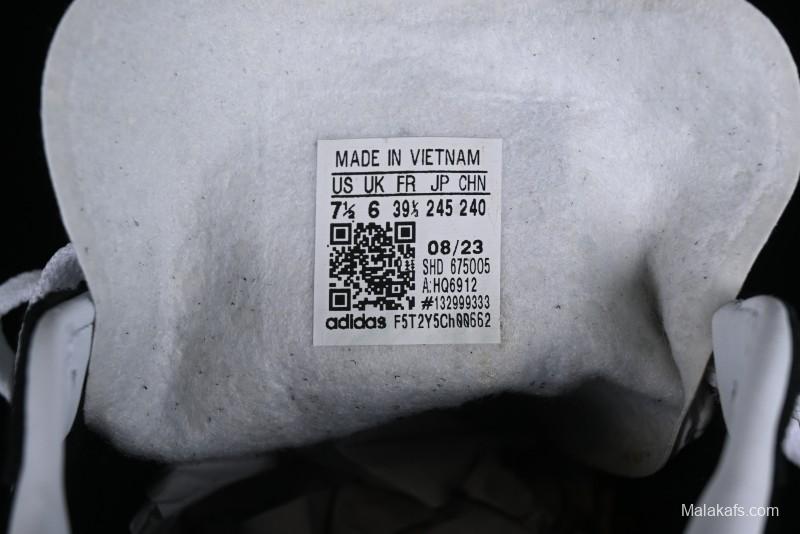 MADE IN VIETNAM
US UK FR JP CHN
7½ 6 39⅓ 245 240
08/23
SHD 675005
A:HQ6912
#132999333
adidas F5T2Y5Ch00662
Malakafs.com